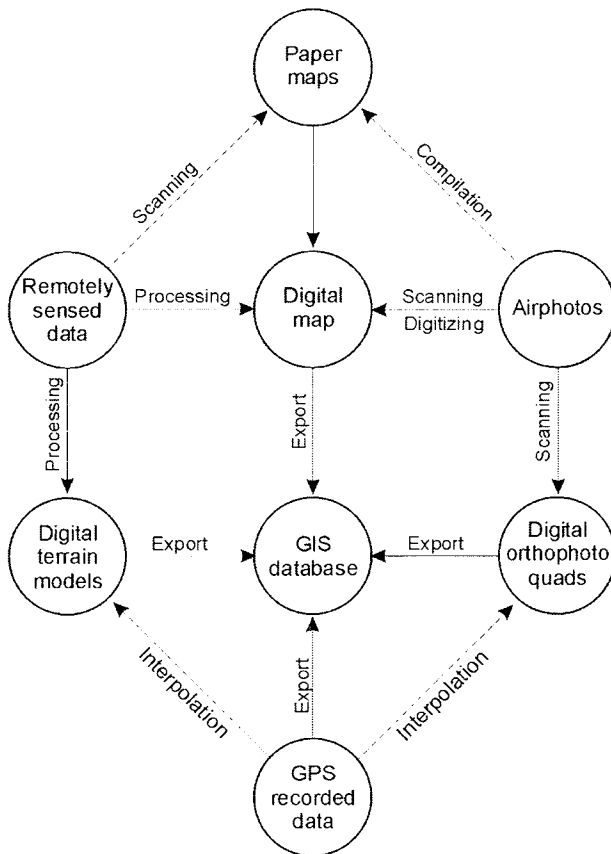 Paper
maps
Scanning
Compilation
Remotely
sensed
data
Processing
Digital
map
Scanning
Digitizing
Airphotos
Processing
Export
Scanning
Digital
terrain
models
Export
GIS
database
Export
Digital
orthophoto
quads
Interpolation
Export
Interpolation
GPS
recorded
data